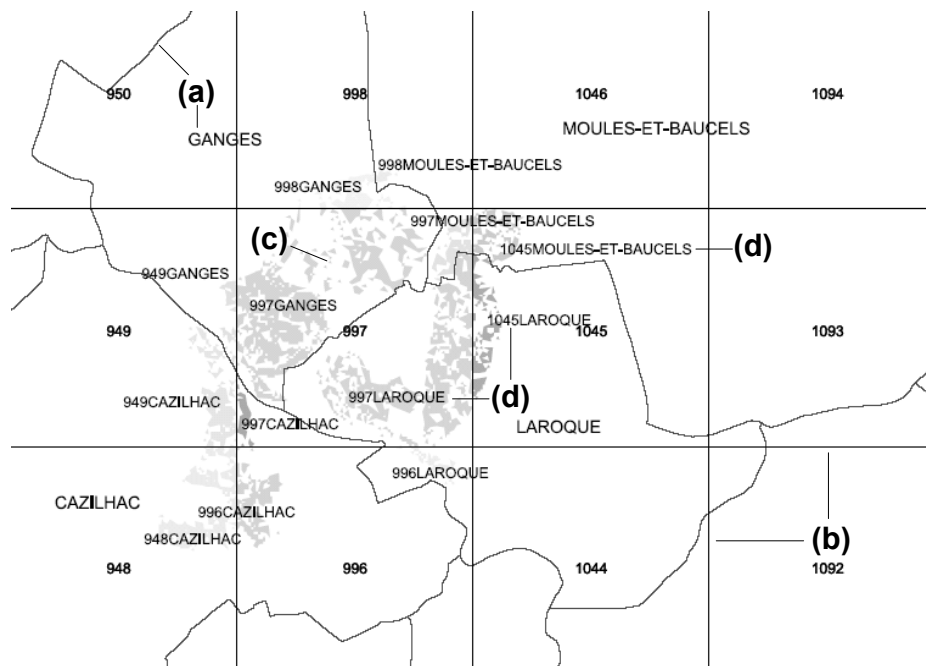 950
(a)
998
1046
1094
GANGES
MOULES-ET-BAUCELS
998MOULES-ET-BAUCELS
998GANGES
997MOULES-ET-BAUCELS
(c)
1045MOULES-ET-BAUCELS
(d)
949GANGES
997GANGES
1045LAROQUE
949
997
1045
1093
997LAROQUE
(d)
949CAZILHAC
997CAZILHAC
LAROQUE
996LAROQUE
CAZILHAC
996CAZILHAC
948CAZILHAC
(b)
948
996
1044
1092